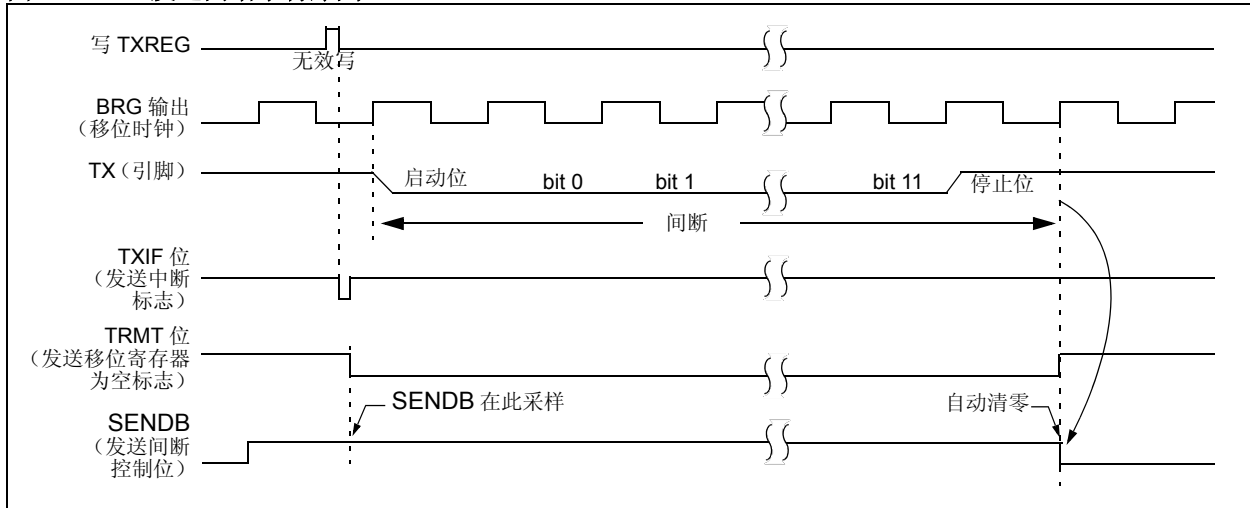 写 TXREG
无效写
BRG 输出
（移位时钟）
TX（引脚）
启动位
bit 0
bit 1
bit 11
停止位
间断
TXIF 位
（发送中断
标志）
TRMT 位
（发送移位寄存器
为空标志）
SENDB 在此采样
自动清零
SENDB
（发送间断
控制位）